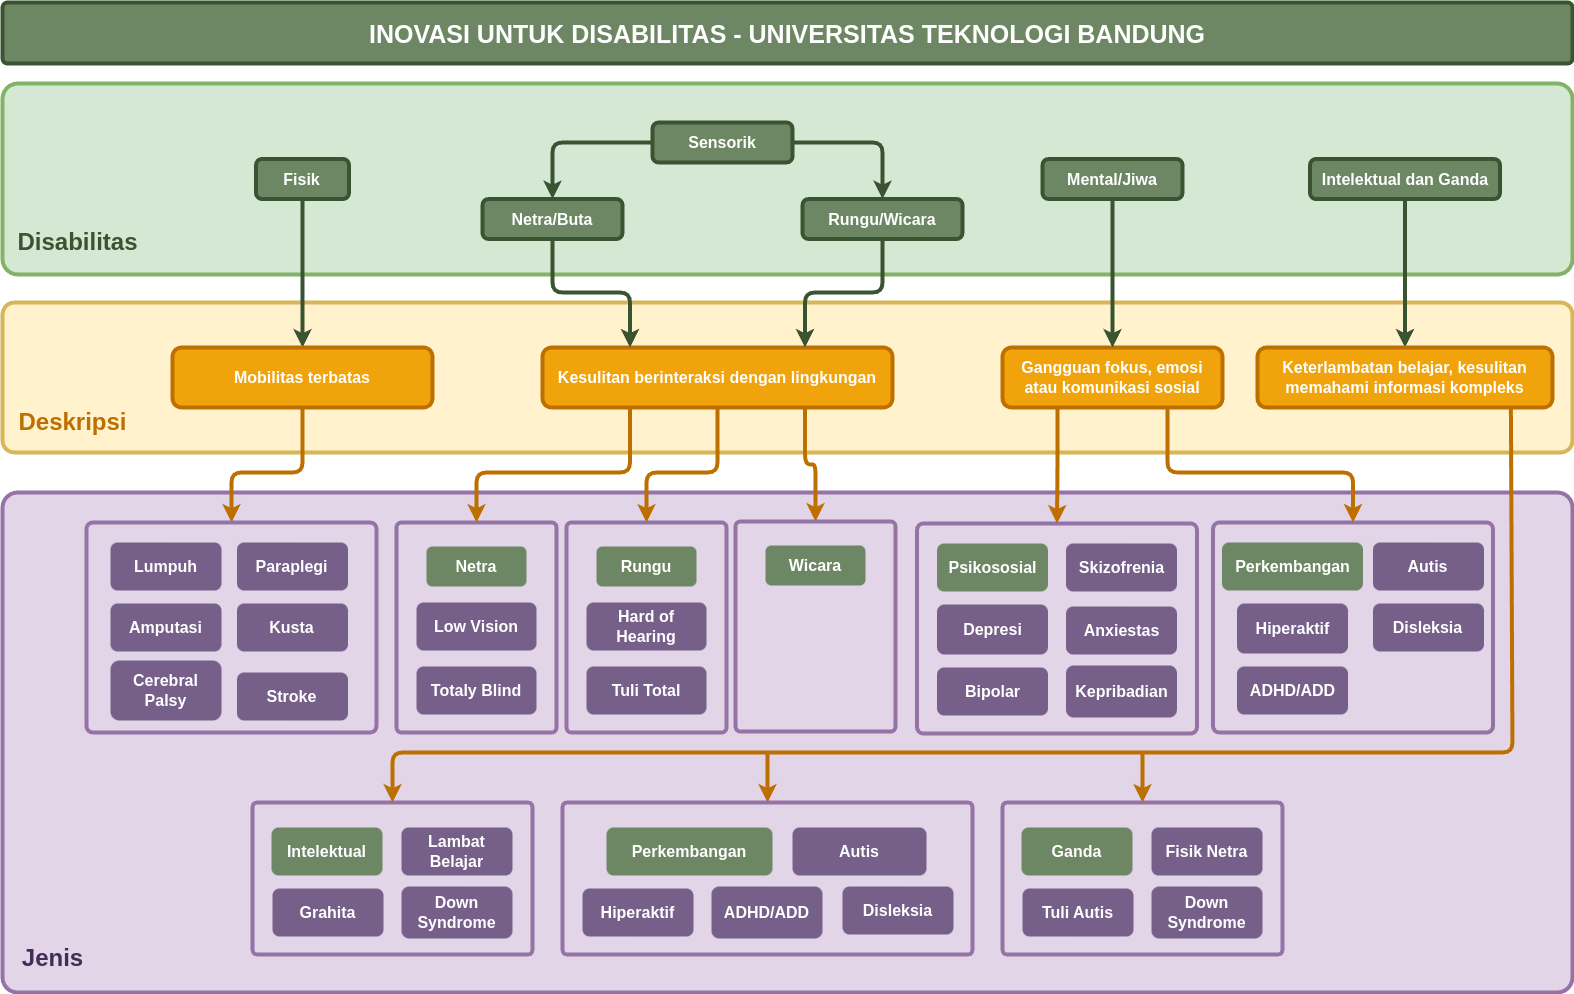 INOVASI UNTUK DISABILITAS - UNIVERSITAS TEKNOLOGI BANDUNG
Sensorik
Fisik
Mental/Jiwa
Intelektual dan Ganda
Netra/Buta
Rungu/Wicara
Disabilitas
Mobilitas terbatas
Kesulitan berinteraksi dengan lingkungan
Gangguan fokus, emosi
atau komunikasi sosial
Keterlambatan belajar, kesulitan
memahami informasi kompleks
Deskripsi
Lumpuh
Paraplegi
Amputasi
Kusta
Cerebral
Palsy
Stroke
Netra
Low Vision
Totaly Blind
Rungu
Hard of
Hearing
Tuli Total
Wicara
Psikososial
Skizofrenia
Depresi
Anxiestas
Bipolar
Kepribadian
Perkembangan
Autis
Hiperaktif
Disleksia
ADHD/ADD
Intelektual
Lambat
Belajar
Grahita
Down
Syndrome
Perkembangan
Autis
Hiperaktif
ADHD/ADD
Disleksia
Ganda
Fisik Netra
Tuli Autis
Down
Syndrome
Jenis